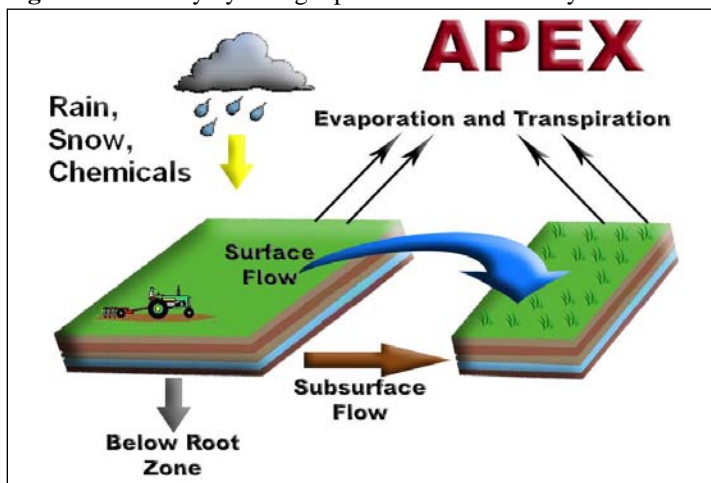 APEX
Rain,
Snow,
Chemicals
Evaporation and Transpiration
Surface
Flow
Subsurface
Flow
Below Root
Zone